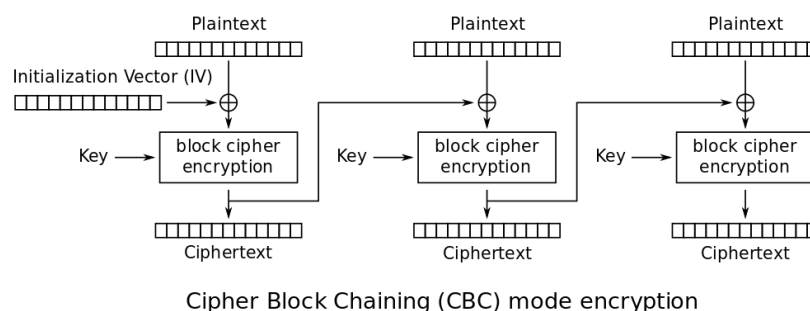 Plaintext
Plaintext
Plaintext
Initialization Vector (IV)
Key
block cipher
encryption
Key
block cipher
encryption
Key
block cipher
encryption
Ciphertext
Ciphertext
Ciphertext
Cipher Block Chaining (CBC) mode encryption